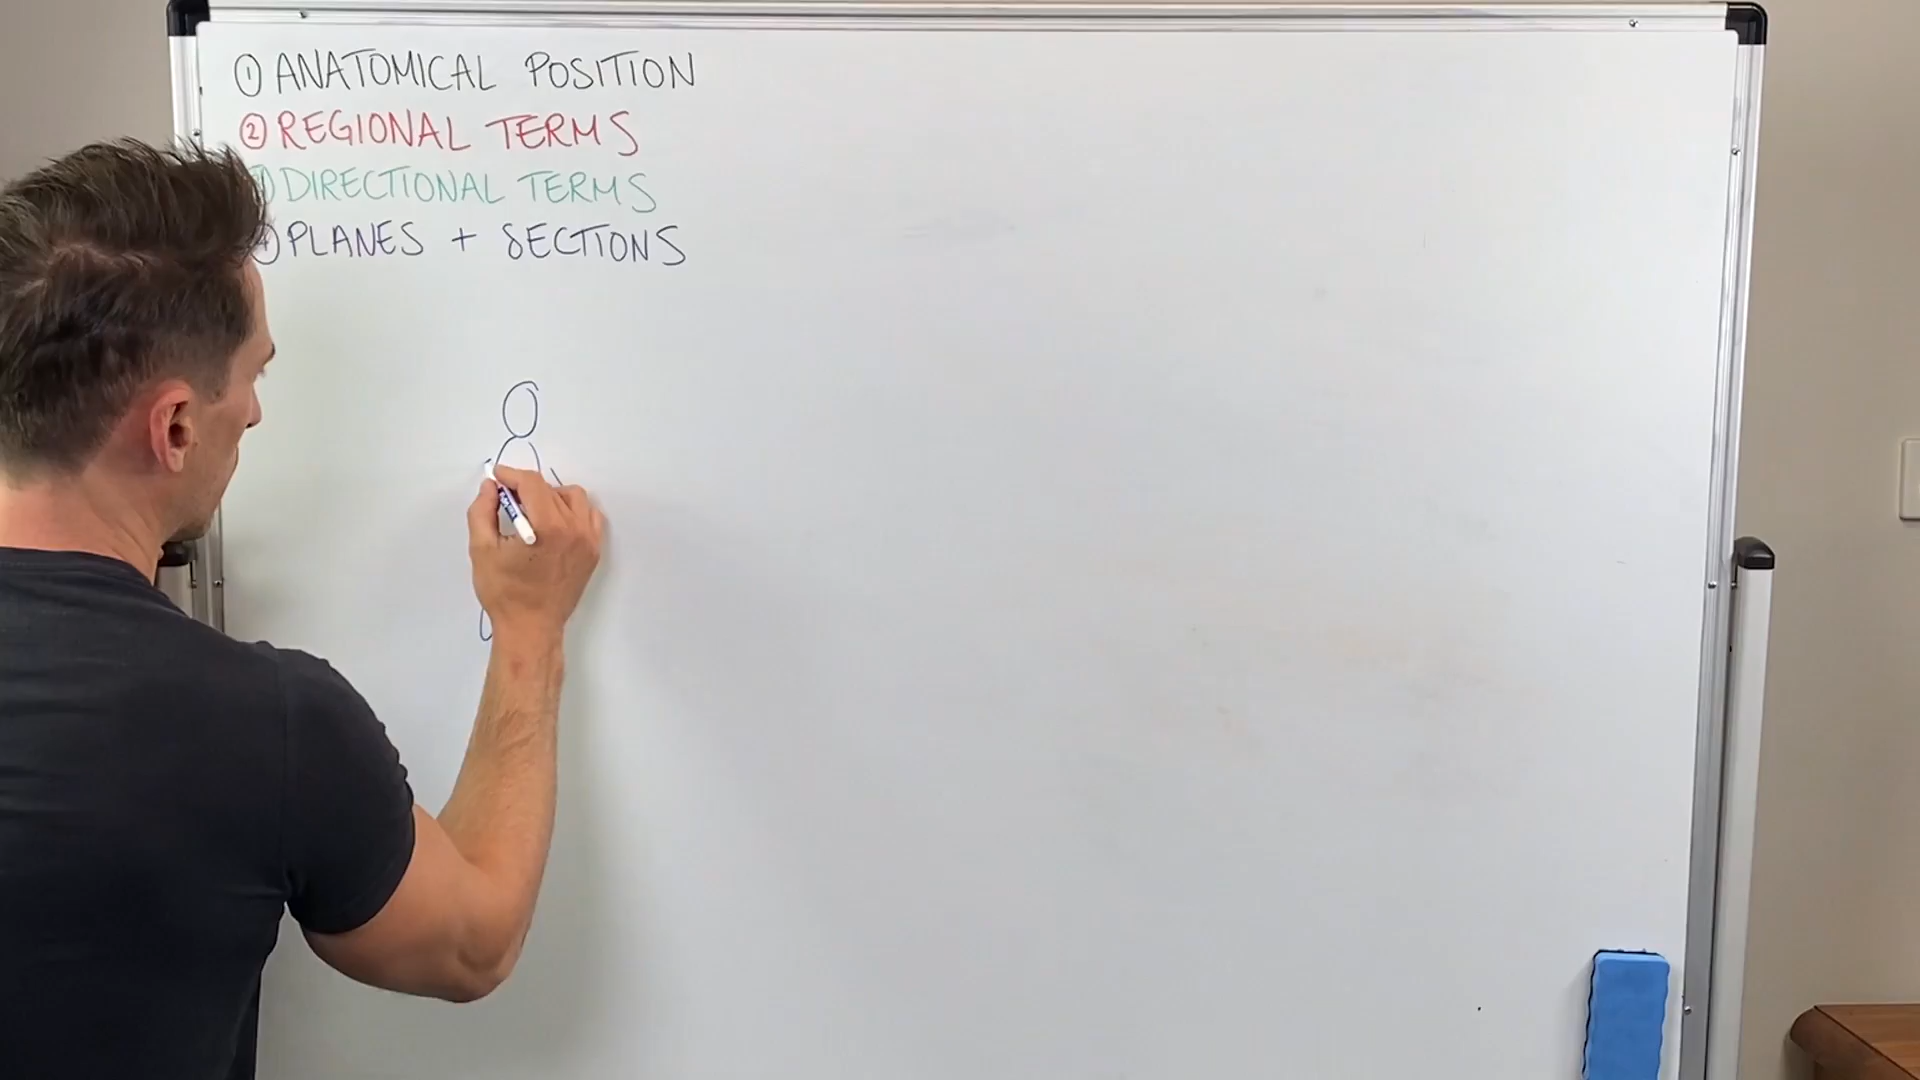 ① ANATOMICAL POSITION
② REGIONAL TERMS
DIRECTIONAL TERMS
PLANES + SECTIONS